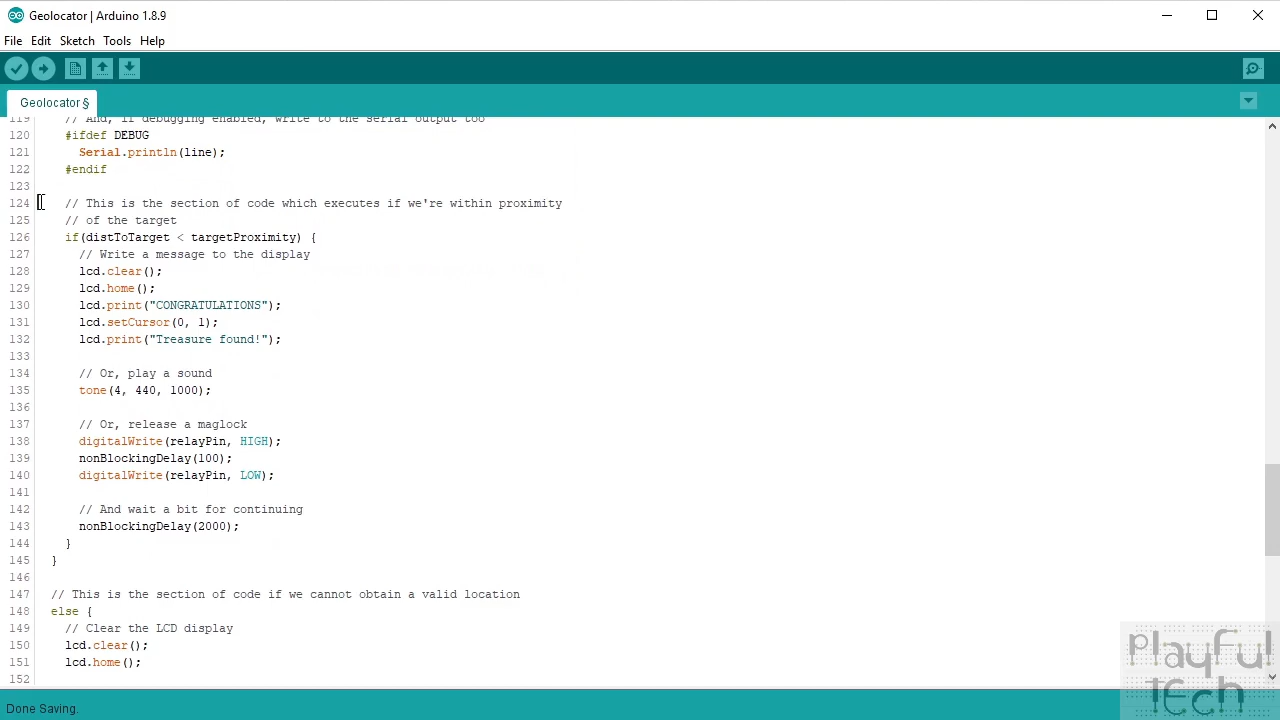 Geolocator | Arduino 1.8.9
File Edit Sketch Tools Help
Geolocator §
119 // And, if debugging enabled, write to the serial output too
120 #ifdef DEBUG
121 Serial.println(line);
122 #endif
123
124 // This is the section of code which executes if we're within proximity
125 // of the target
126 if(distToTarget < targetProximity) {
127 // Write a message to the display
128 lcd.clear();
129 lcd.home();
130 lcd.print("CONGRATULATIONS");
131 lcd.setCursor(0, 1);
132 lcd.print("Treasure found!");
133
134 // Or, play a sound
135 tone(4, 440, 1000);
136
137 // Or, release a maglock
138 digitalWrite(relayPin, HIGH);
139 nonBlockingDelay(100);
140 digitalWrite(relayPin, LOW);
141
142 // And wait a bit for continuing
143 nonBlockingDelay(2000);
144 }
145 }
146
147 // This is the section of code if we cannot obtain a valid location
148 else {
149 // Clear the LCD display
150 lcd.clear();
151 lcd.home();
152
Done Saving.
playful
tech